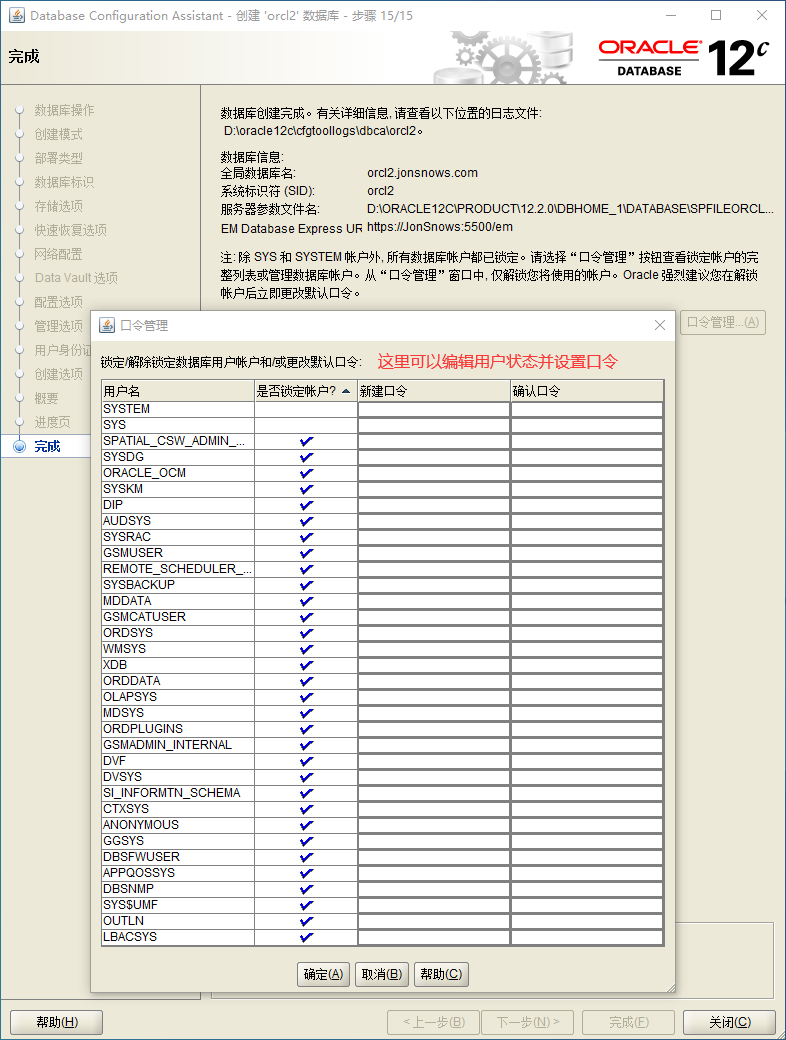 Database Configuration Assistant - 创建 'orcl2' 数据库 - 步骤 15/15
完成
ORACLE
DATABASE
12c
数据库操作
创建模式
部署类型
数据库标识
存储选项
快速恢复选项
网络配置
Data Vault 选项
配置选项
管理选项
用户身份证
创建选项
概要
进度页
完成
数据库创建完成。有关详细信息, 请查看以下位置的日志文件:
D:\oracle12c\cfgtoollogs\dbca\orcl2。
数据库信息:
全局数据库名: orcl2.jonsnows.com
系统标识符 (SID): orcl2
服务器参数文件名: D:\ORACLE12C\PRODUCT\12.2.0\DBHOME_1\DATABASE\SPFILEORCL...
EM Database Express UR https://JonSnows:5500/em
注: 除 SYS 和 SYSTEM 帐户外, 所有数据库帐户都已锁定。请选择 “口令管理” 按钮查看锁定帐户的完
整列表或管理数据库帐户。从 “口令管理” 窗口中, 仅解锁您将使用的帐户。Oracle 强烈建议您在解锁
帐户后立即更改默认口令。
口令管理...(A)
口令管理
锁定/解除锁定数据库用户帐户和/或更改默认口令: 这里可以编辑用户状态并设置口令
用户名 是否锁定帐户? 新建口令 确认口令
SYSTEM
SYS
SPATIAL_CSW_ADMIN_...
SYSDG
ORACLE_OCM
SYSKM
DIP
AUDSYS
SYSRAC
GSMUSER
REMOTE_SCHEDULER_...
SYSBACKUP
MDDATA
GSMCATUSER
ORDSYS
WMSYS
XDB
ORDDATA
OLAPSYS
MDSYS
ORDPLUGINS
GSMADMIN_INTERNAL
DVF
DVSYS
SI_INFORMTN_SCHEMA
CTXSYS
ANONYMOUS
GGSYS
DBSFWUSER
APPQOSSYS
DBSNMP
SYS$UMF
OUTLN
LBACSYS
确定(A) 取消(B) 帮助(C)
帮助(H) < 上一步(B) 下一步(N) > 完成(F) 关闭(C)